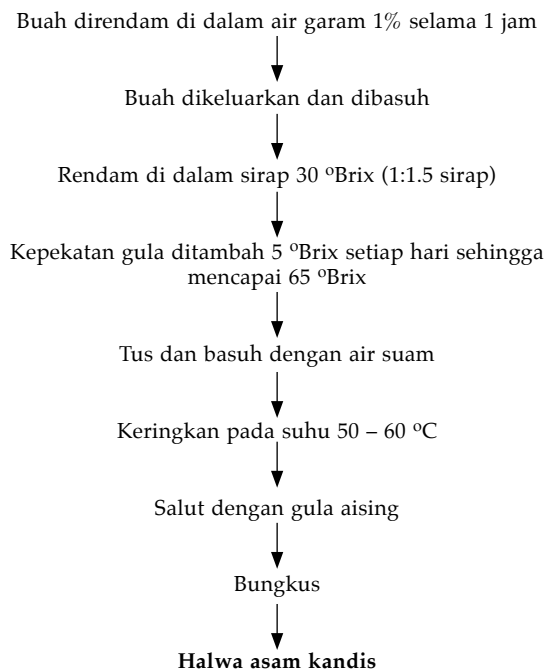 Buah direndam di dalam air garam 1% selama 1 jam
Buah dikeluarkan dan dibasuh
Rendam di dalam sirap 30 ºBrix (1:1.5 sirap)
Kepekatan gula ditambah 5 ºBrix setiap hari sehingga
mencapai 65 ºBrix
Tus dan basuh dengan air suam
Keringkan pada suhu 50 – 60 ºC
Salut dengan gula aising
Bungkus
Halwa asam kandis